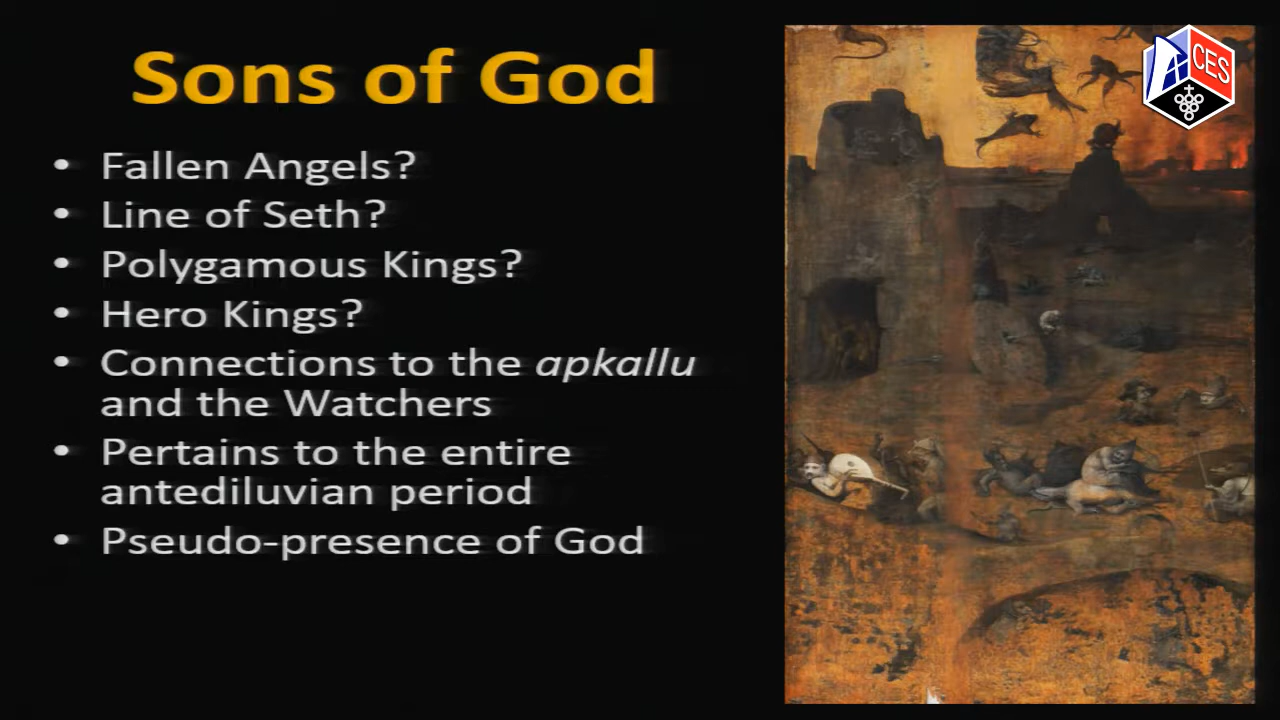 Sons of God
• Fallen Angels?
• Line of Seth?
• Polygamous Kings?
• Hero Kings?
• Connections to the apkallu
and the Watchers
• Pertains to the entire
antediluvian period
• Pseudo-presence of God
CES